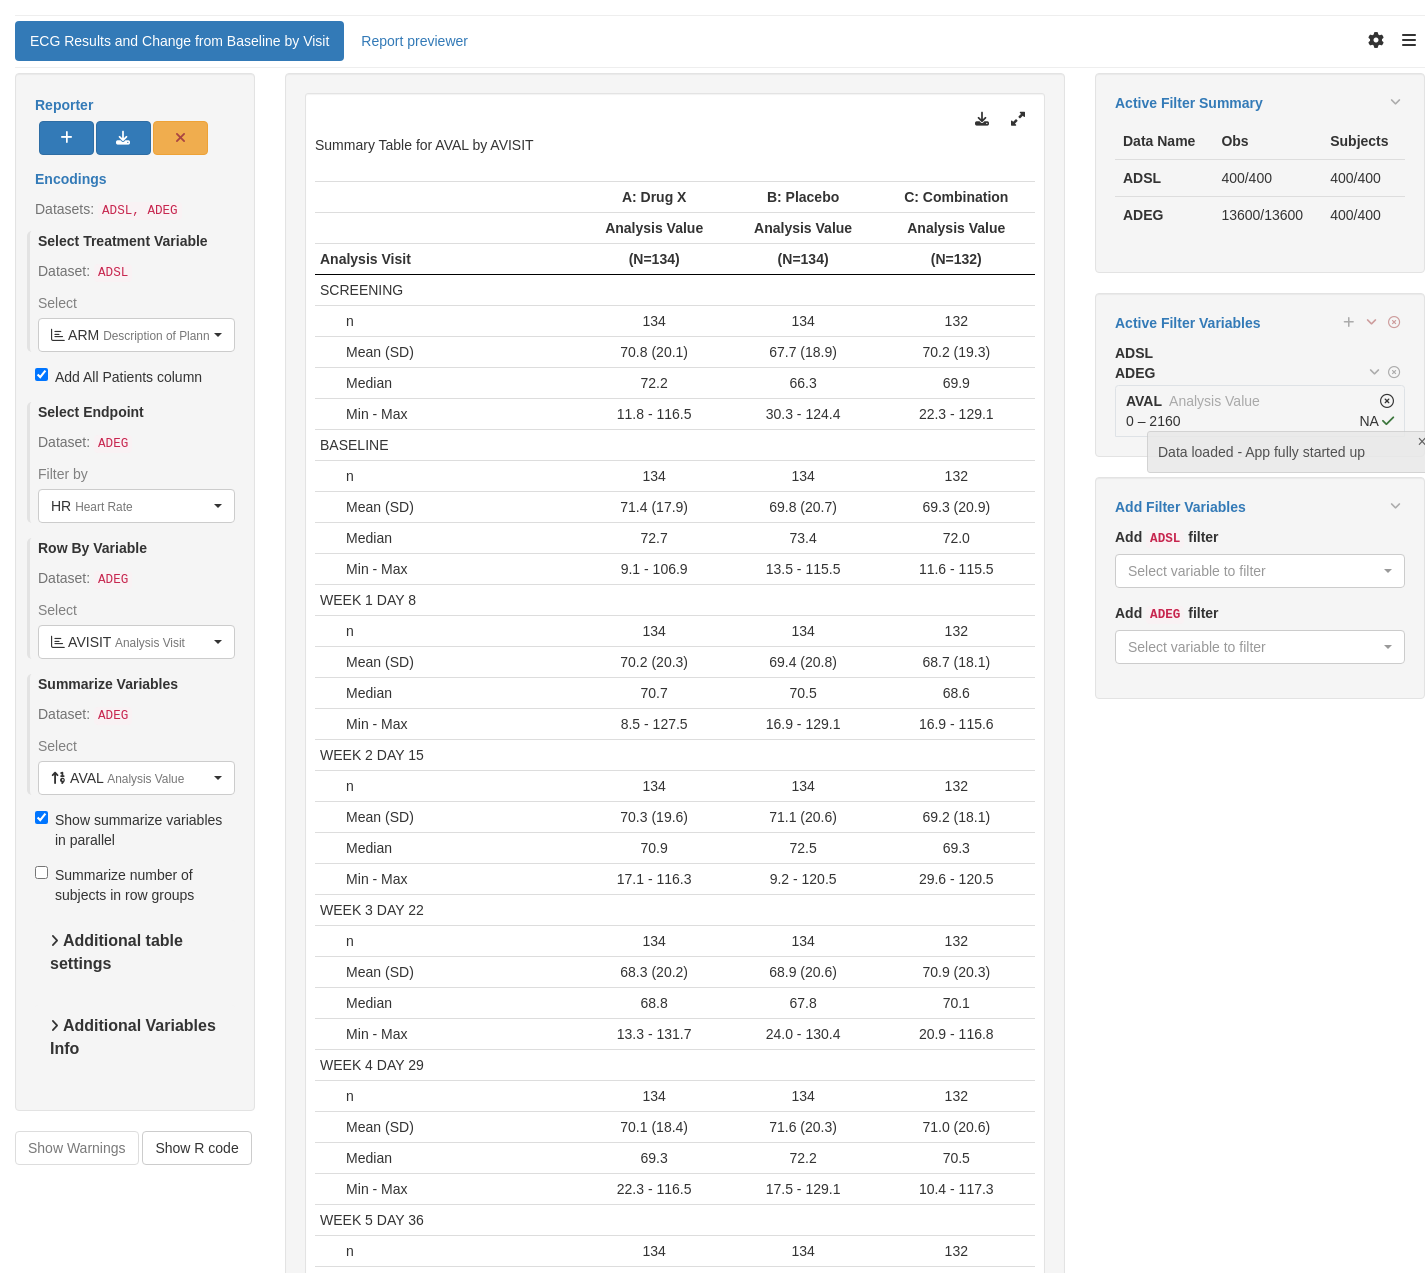 ECG Results and Change from Baseline by Visit
Report previewer
Reporter
Encodings
Datasets: ADSL, ADEG
Select Treatment Variable
Dataset: ADSL
Select
ARM Description of Plann
Add All Patients column
Select Endpoint
Dataset: ADEG
Filter by
HR Heart Rate
Row By Variable
Dataset: ADEG
Select
AVISIT Analysis Visit
Summarize Variables
Dataset: ADEG
Select
AVAL Analysis Value
Show summarize variables
in parallel
Summarize number of
subjects in row groups
Additional table
settings
Additional Variables
Info
Show Warnings
Show R code
Summary Table for AVAL by AVISIT
A: Drug X B: Placebo C: Combination
Analysis Value Analysis Value Analysis Value
Analysis Visit (N=134) (N=134) (N=132)
SCREENING
n 134 134 132
Mean (SD) 70.8 (20.1) 67.7 (18.9) 70.2 (19.3)
Median 72.2 66.3 69.9
Min - Max 11.8 - 116.5 30.3 - 124.4 22.3 - 129.1
BASELINE
n 134 134 132
Mean (SD) 71.4 (17.9) 69.8 (20.7) 69.3 (20.9)
Median 72.7 73.4 72.0
Min - Max 9.1 - 106.9 13.5 - 115.5 11.6 - 115.5
WEEK 1 DAY 8
n 134 134 132
Mean (SD) 70.2 (20.3) 69.4 (20.8) 68.7 (18.1)
Median 70.7 70.5 68.6
Min - Max 8.5 - 127.5 16.9 - 129.1 16.9 - 115.6
WEEK 2 DAY 15
n 134 134 132
Mean (SD) 70.3 (19.6) 71.1 (20.6) 69.2 (18.1)
Median 70.9 72.5 69.3
Min - Max 17.1 - 116.3 9.2 - 120.5 29.6 - 120.5
WEEK 3 DAY 22
n 134 134 132
Mean (SD) 68.3 (20.2) 68.9 (20.6) 70.9 (20.3)
Median 68.8 67.8 70.1
Min - Max 13.3 - 131.7 24.0 - 130.4 20.9 - 116.8
WEEK 4 DAY 29
n 134 134 132
Mean (SD) 70.1 (18.4) 71.6 (20.3) 71.0 (20.6)
Median 69.3 72.2 70.5
Min - Max 22.3 - 116.5 17.5 - 129.1 10.4 - 117.3
WEEK 5 DAY 36
n 134 134 132
Active Filter Summary
Data Name Obs Subjects
ADSL 400/400 400/400
ADEG 13600/13600 400/400
Active Filter Variables
ADSL
ADEG
AVAL Analysis Value
0 – 2160 NA
Data loaded - App fully started up
Add Filter Variables
Add ADSL filter
Select variable to filter
Add ADEG filter
Select variable to filter